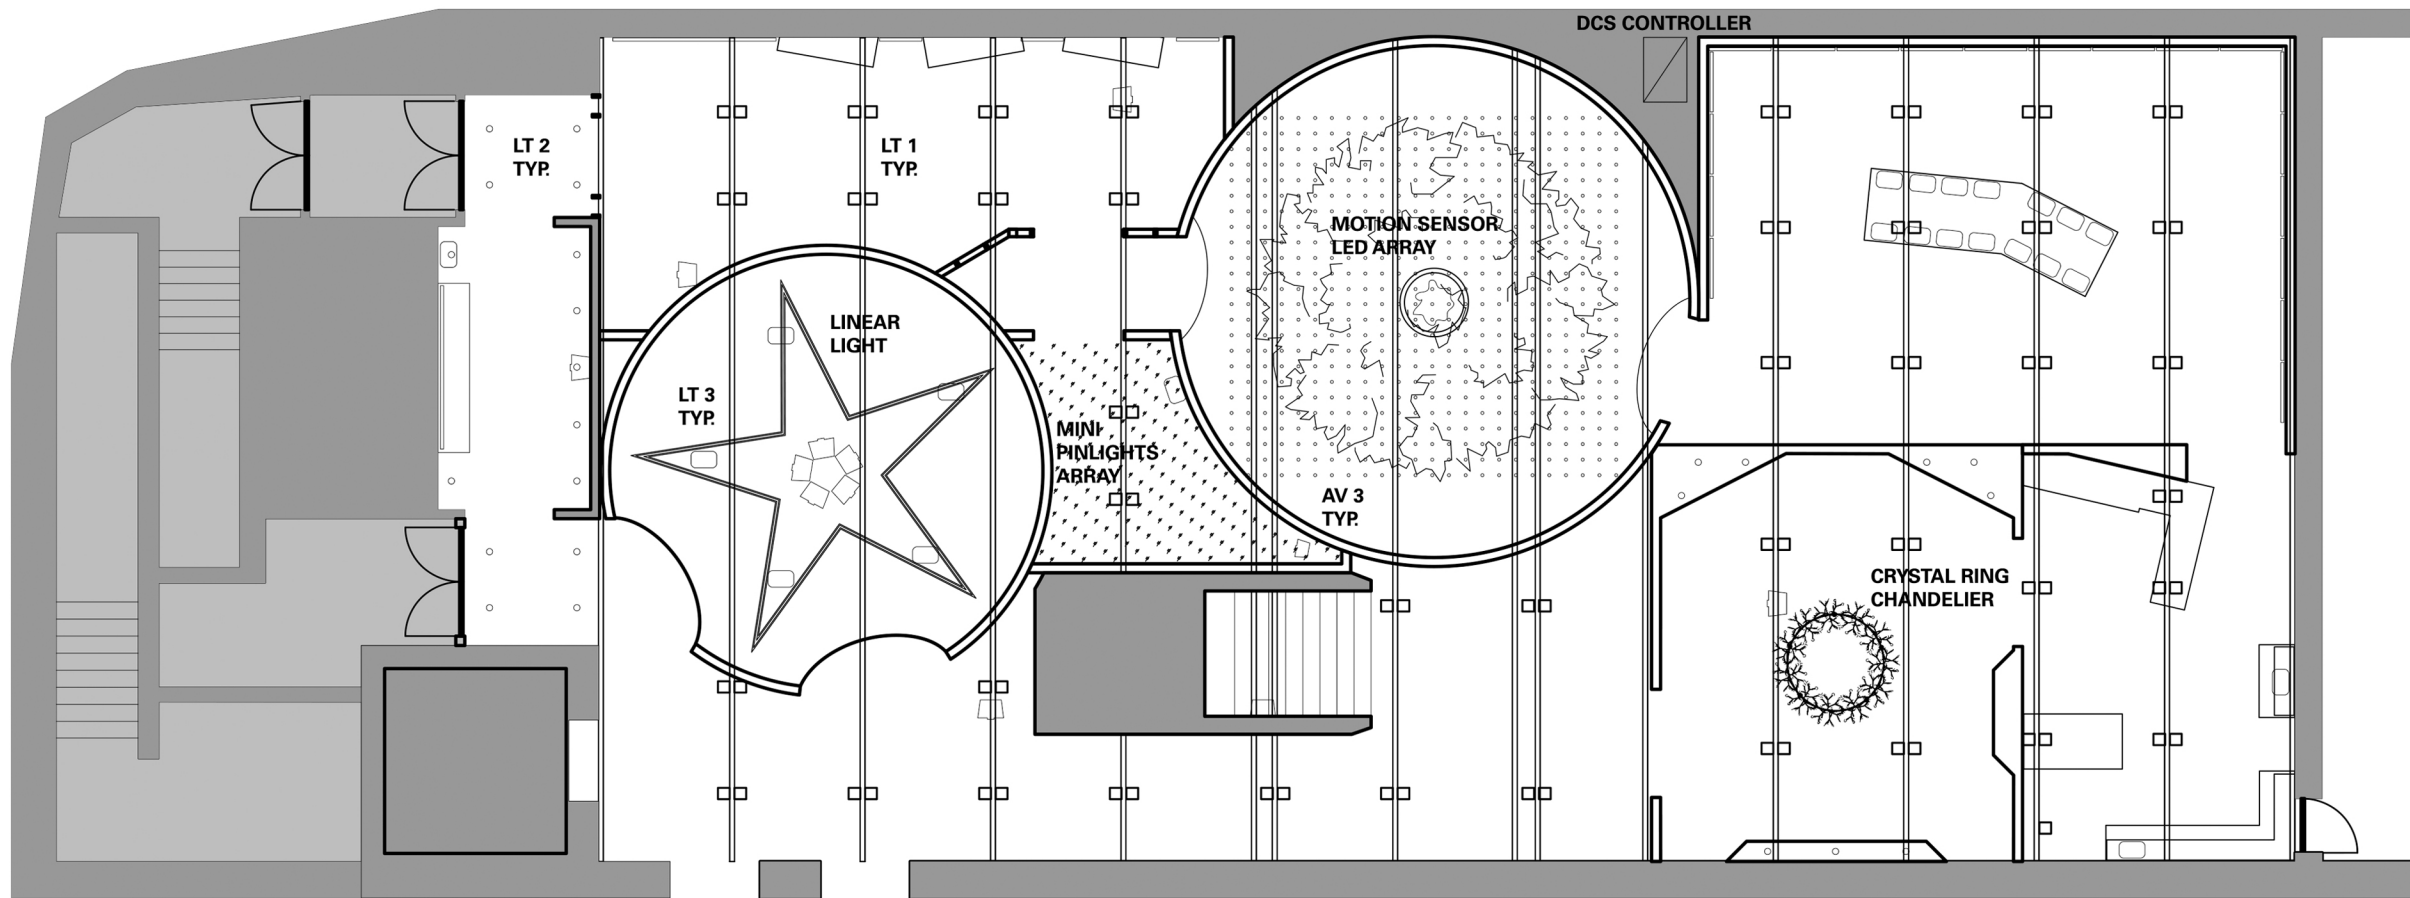 DCS CONTROLLER
LT 2
TYP.
LT 1
TYP.
MOTION SENSOR
LED ARRAY
LINEAR
LIGHT
LT 3
TYP.
MINI
PINLIGHTS
ARRAY
AV 3
TYP.
CRYSTAL RING
CHANDELIER